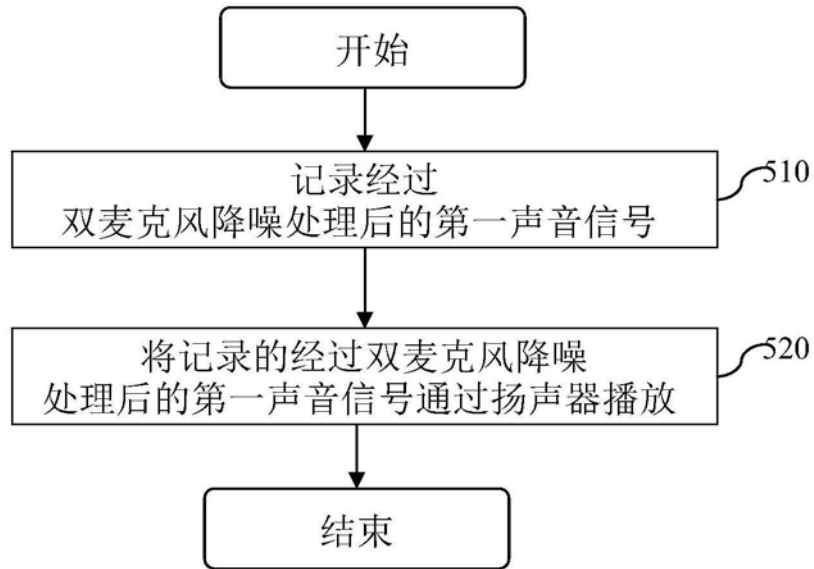 开始
记录经过
双麦克风降噪处理后的第一声音信号
510
将记录的经过双麦克风降噪
处理后的第一声音信号通过扬声器播放
520
结束